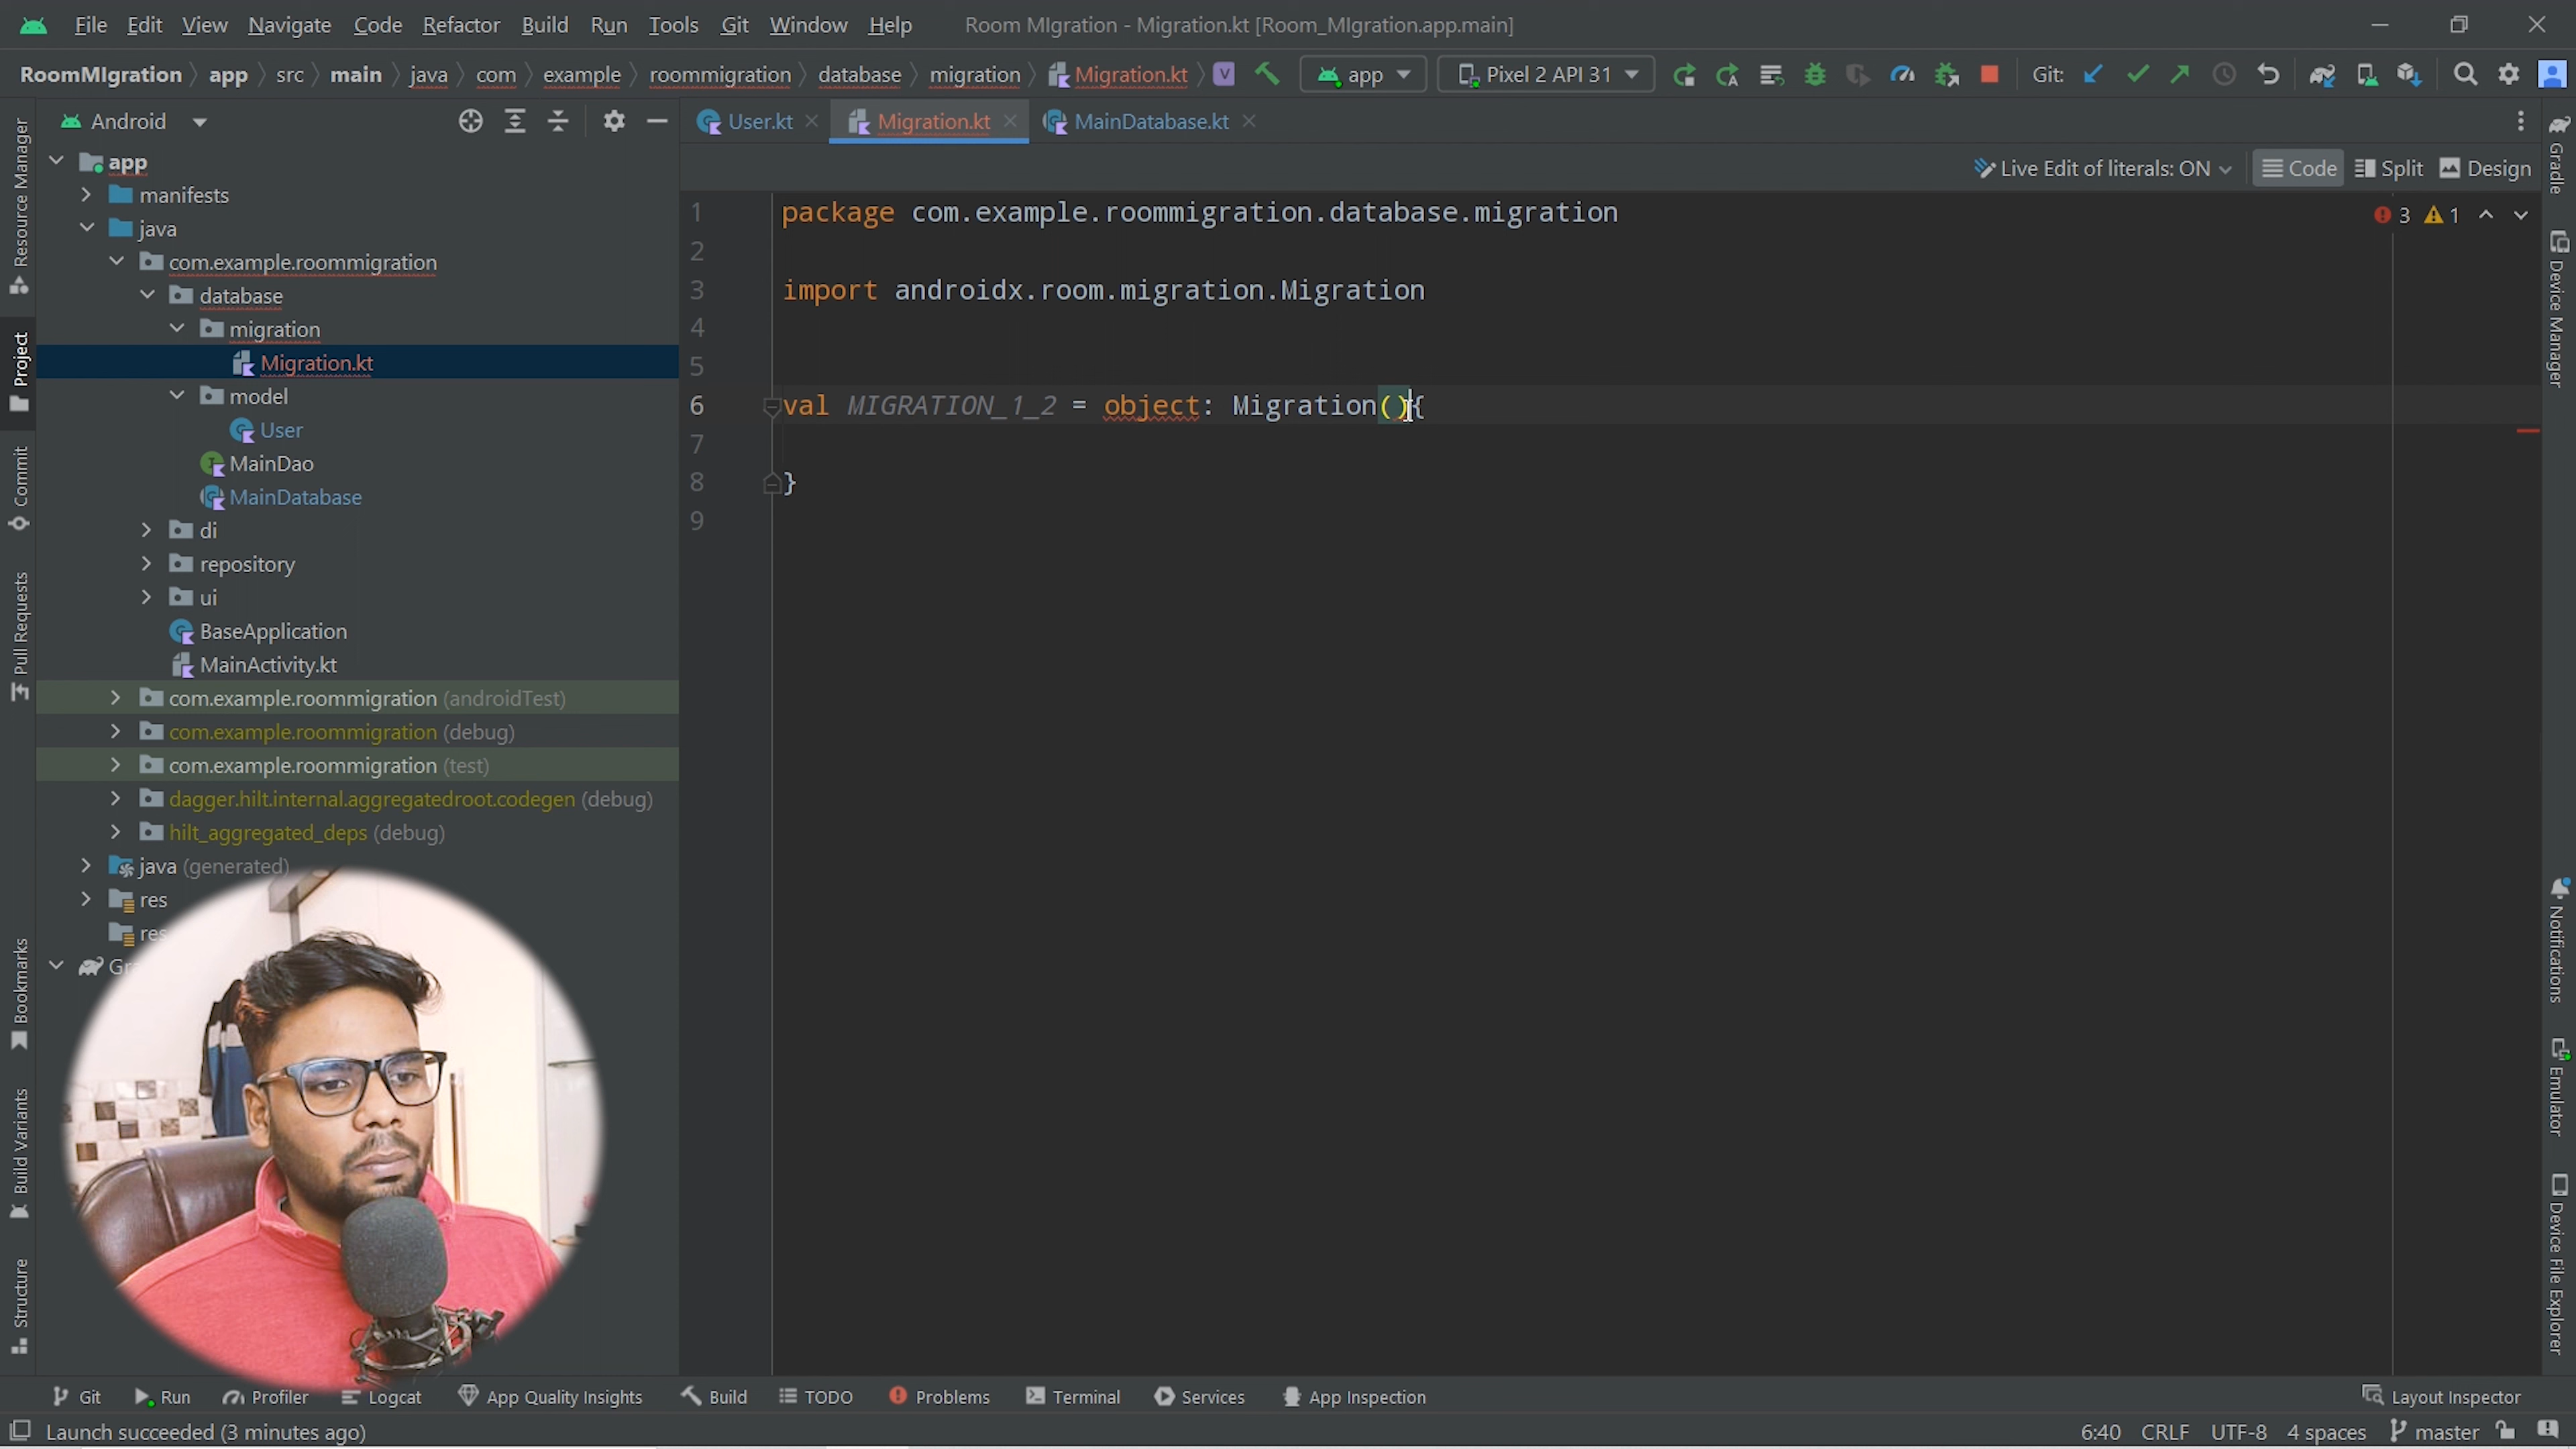 File Edit View Navigate Code Refactor Build Run Tools Git Window Help Room MIgration - Migration.kt [Room_MIgration.app.main]
RoomMIgration app src main java com example roommigration database migration Migration.kt V app Pixel 2 API 31 Git:
Android
User.kt Migration.kt MainDatabase.kt
Live Edit of literals: ON Code Split Design
3 1
app
manifests
java
com.example.roommigration
database
migration
Migration.kt
model
User
MainDao
MainDatabase
di
repository
ui
BaseApplication
MainActivity.kt
com.example.roommigration (androidTest)
com.example.roommigration (debug)
com.example.roommigration (test)
dagger.hilt.internal.aggregatedroot.codegen (debug)
hilt_aggregated_deps (debug)
java (generated)
res
res
1 package com.example.roommigration.database.migration
2
3 import androidx.room.migration.Migration
4
5
6 val MIGRATION_1_2 = object: Migration(){
7
8 }
9
Resource Manager
Project
Commit
Pull Requests
Bookmarks
Build Variants
Structure
Gradle
Device Manager
Notifications
Emulator
Device File Explorer
Git Run Profiler Logcat App Quality Insights Build TODO Problems Terminal Services App Inspection Layout Inspector
Launch succeeded (3 minutes ago) 6:40 CRLF UTF-8 4 spaces master